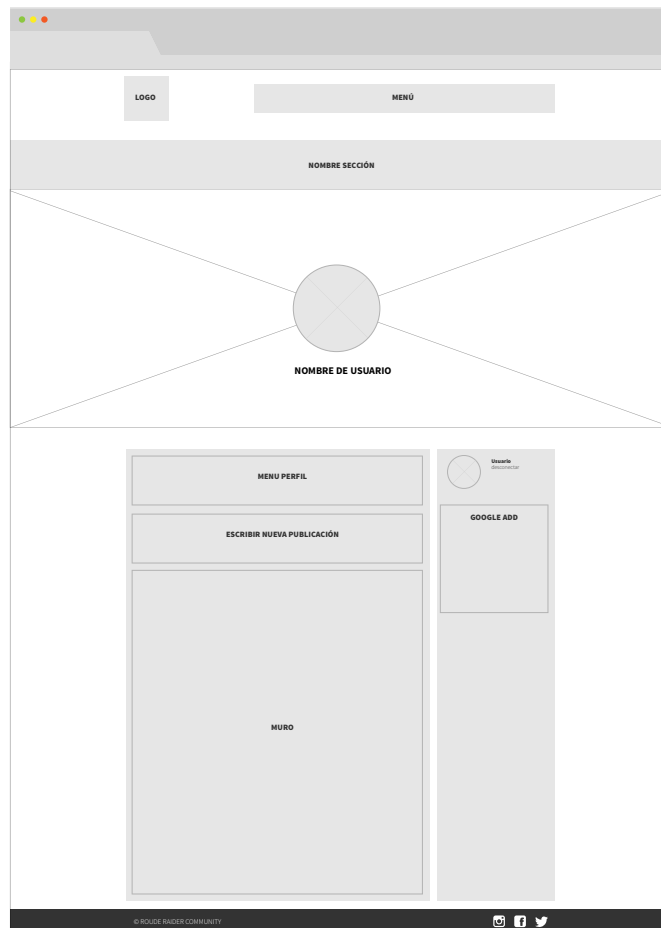 LOGO
MENÚ
NOMBRE SECCIÓN
NOMBRE DE USUARIO
MENU PERFIL
ESCRIBIR NUEVA PUBLICACIÓN
MURO
Usuario
desconectar
GOOGLE ADD
© ROUDE RAIDER COMMUNITY